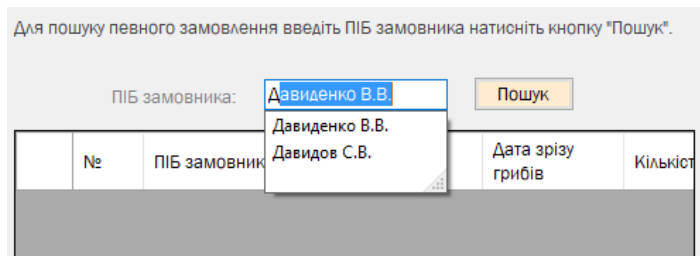 Для пошуку певного замовлення введіть ПІБ замовника натисніть кнопку "Пошук".
ПІБ замовника: Давиденко В.В. Пошук
Давиденко В.В.
Давидов С.В.
№ ПІБ замовник Дата зрізу грибів Кількіст